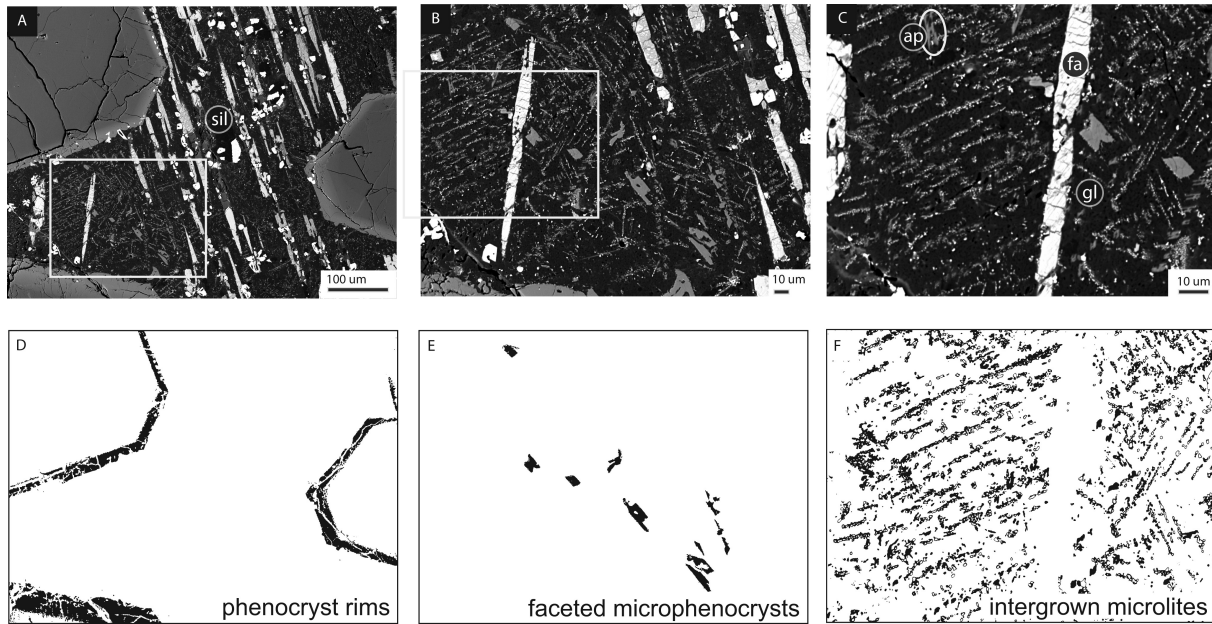 A
sil
100 um
B
10 um
C
ap
fa
gl
10 um
D
phenocryst rims
E
faceted microphenocrysts
F
intergrown microlites